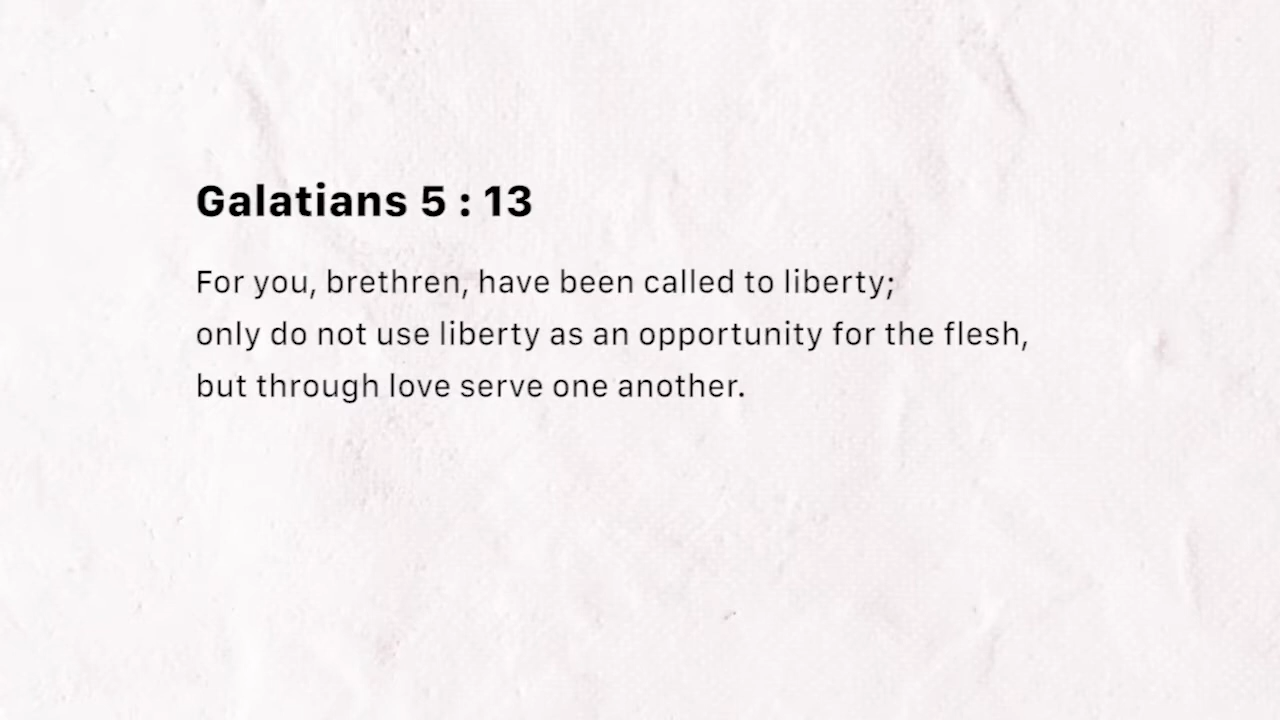 Galatians 5 : 13
For you, brethren, have been called to liberty;
only do not use liberty as an opportunity for the flesh,
but through love serve one another.